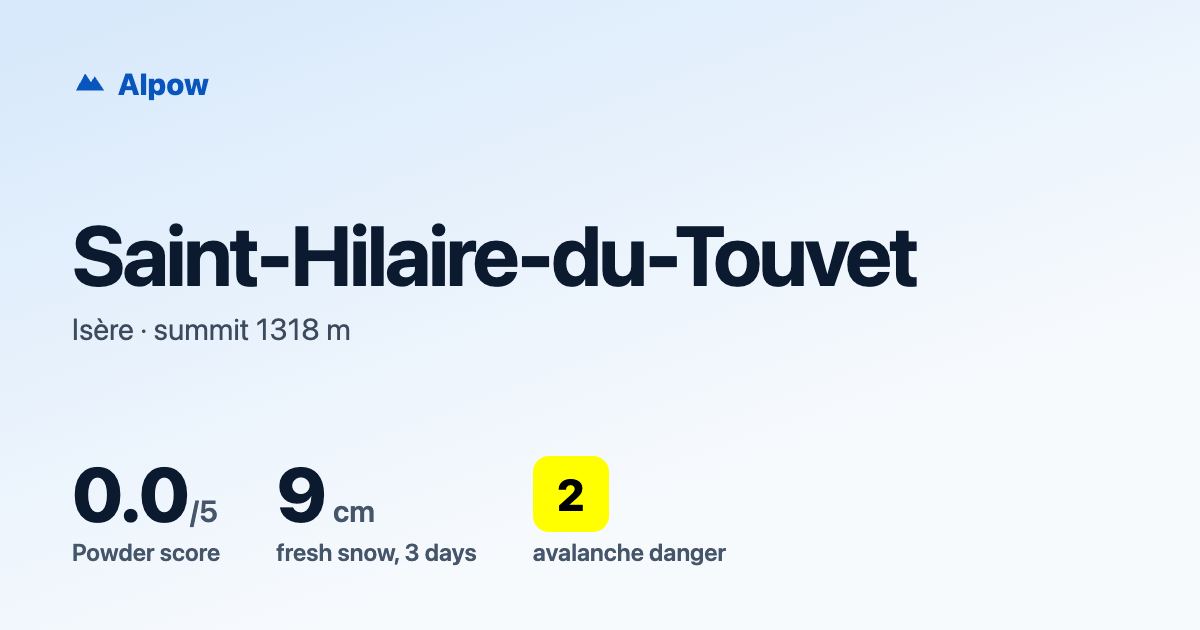 Alpow
Saint-Hilaire-du-Touvet
Isère · summit 1318 m
0.0/5
Powder score
9 cm
fresh snow, 3 days
2
avalanche danger